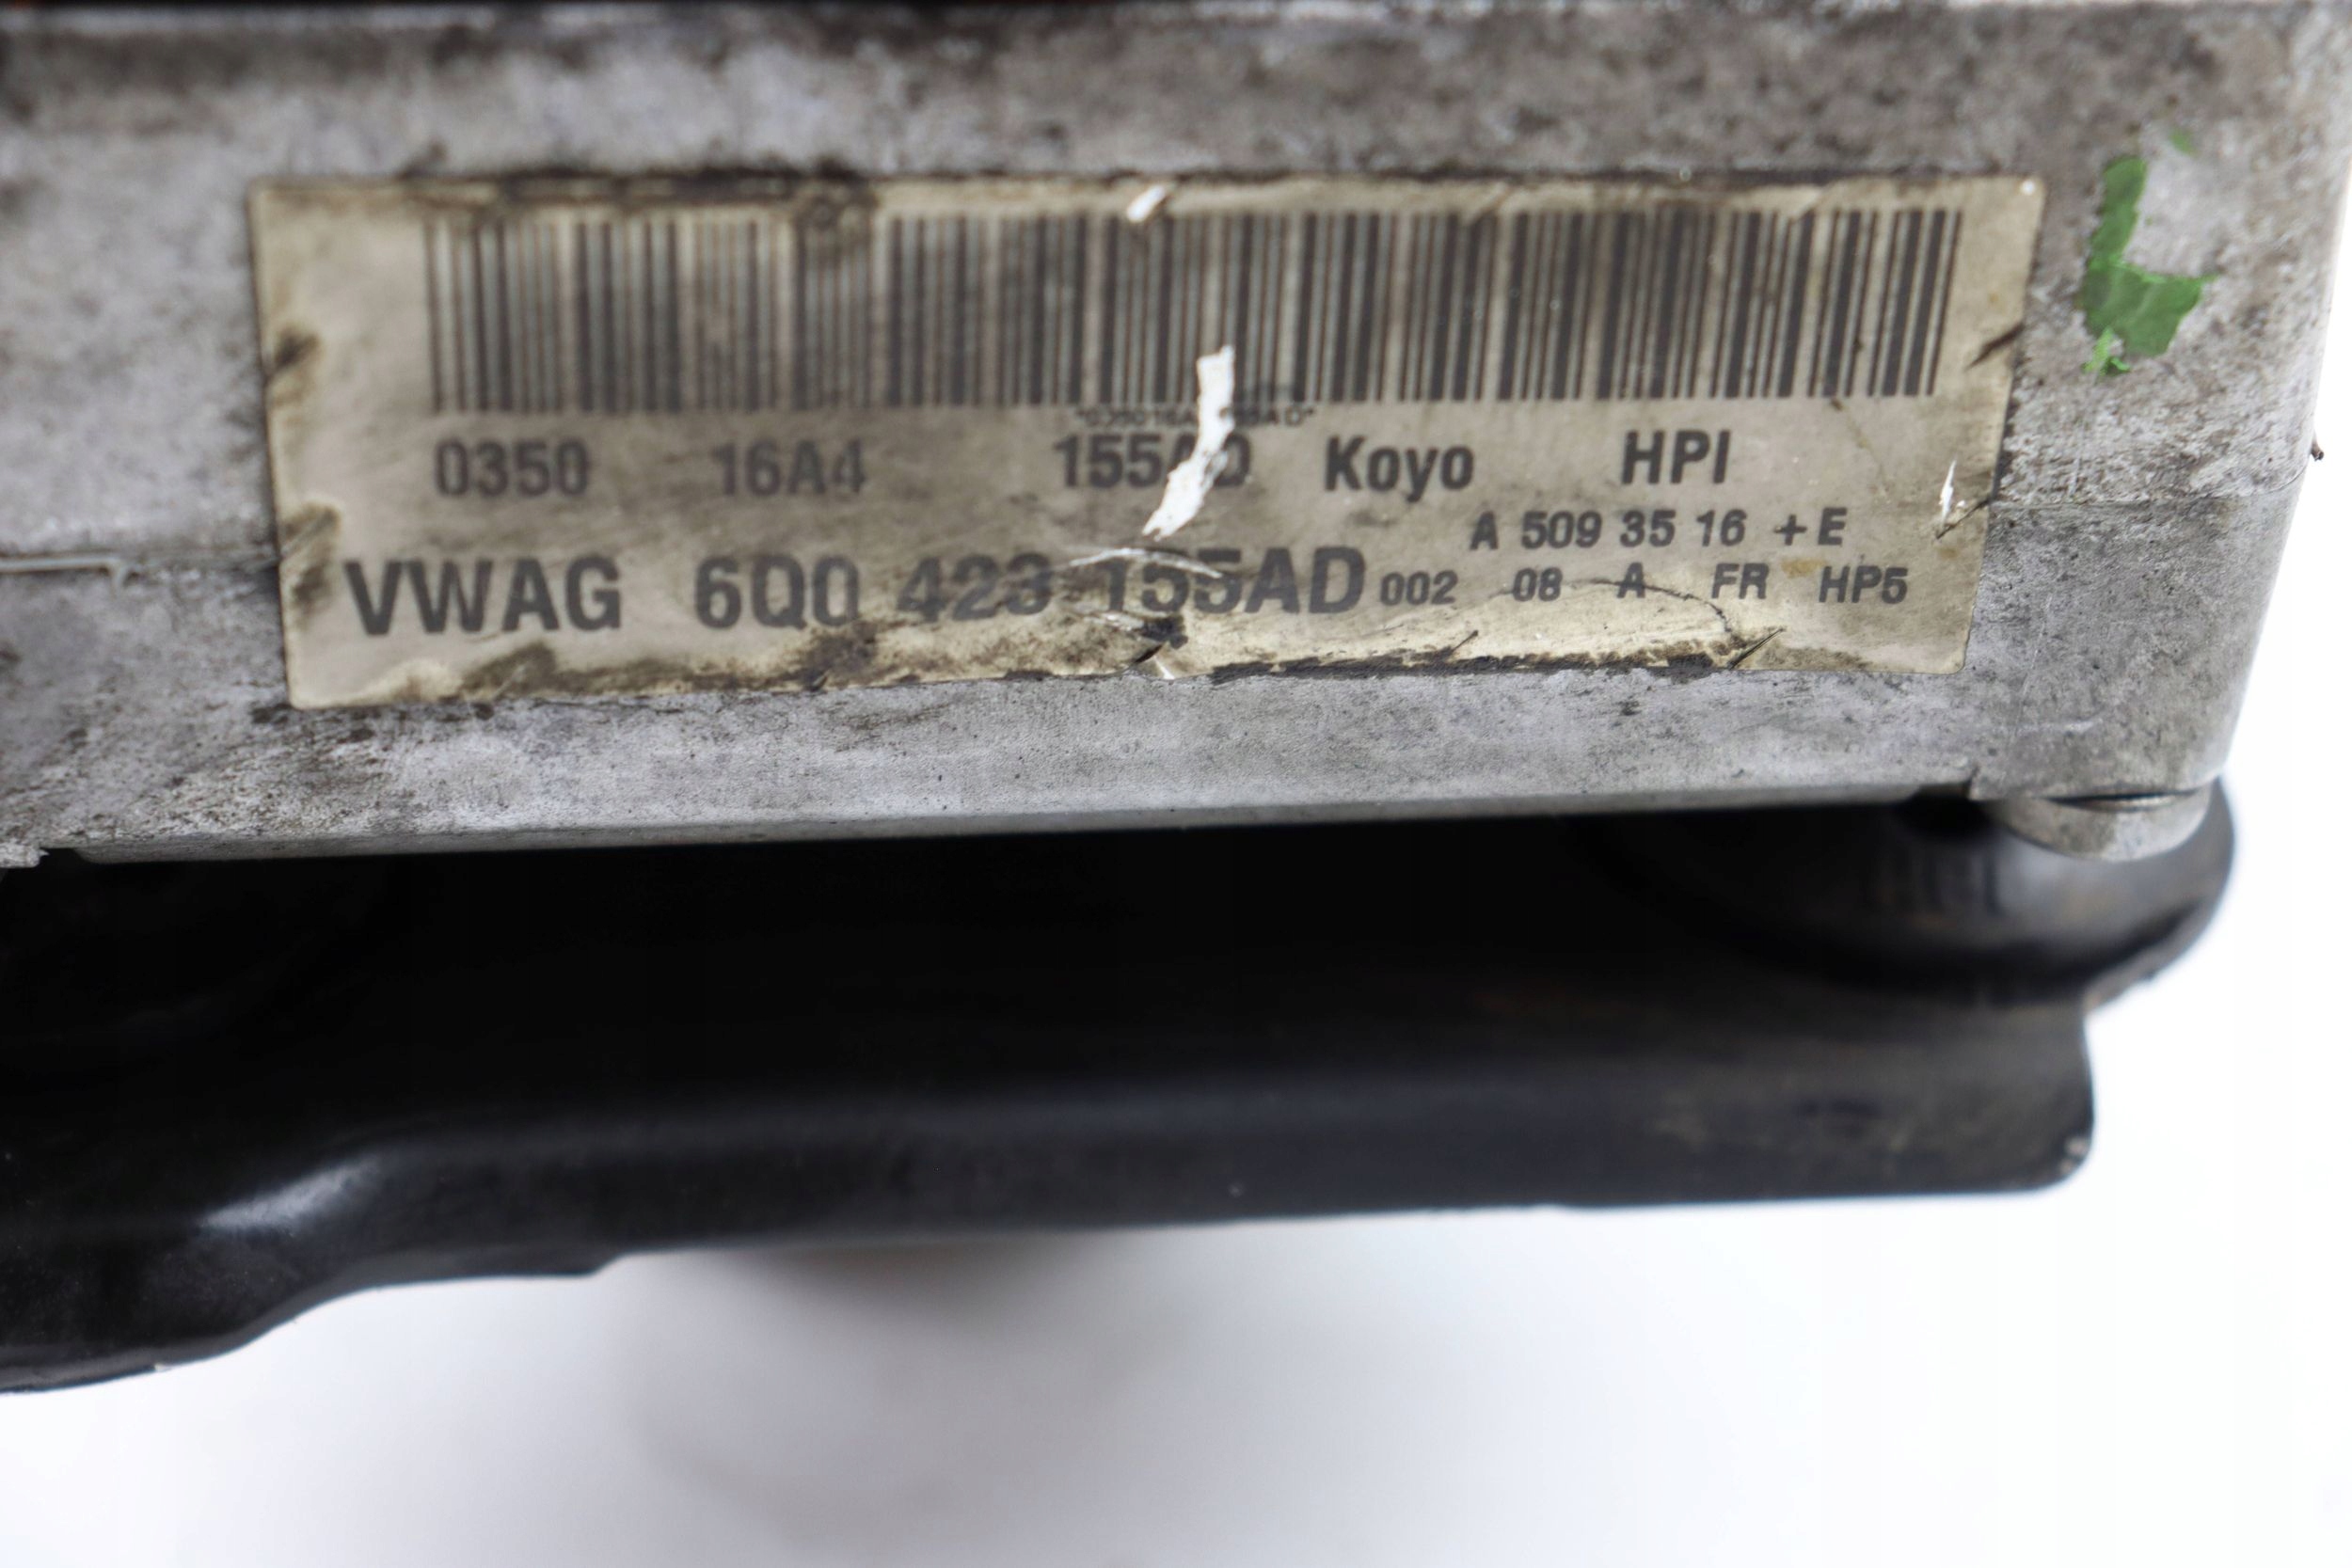 0350 16A4 155AD Koyo HPI
A 509 35 16 + E
VWAG 6Q0 423 155AD 002 08 A FR HP5